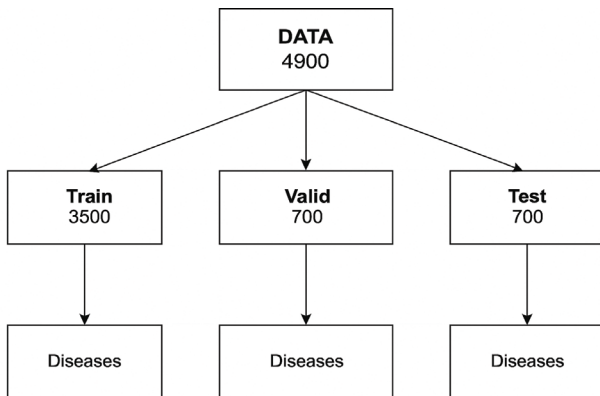 DATA
4900
Train
3500
Valid
700
Test
700
Diseases
Diseases
Diseases